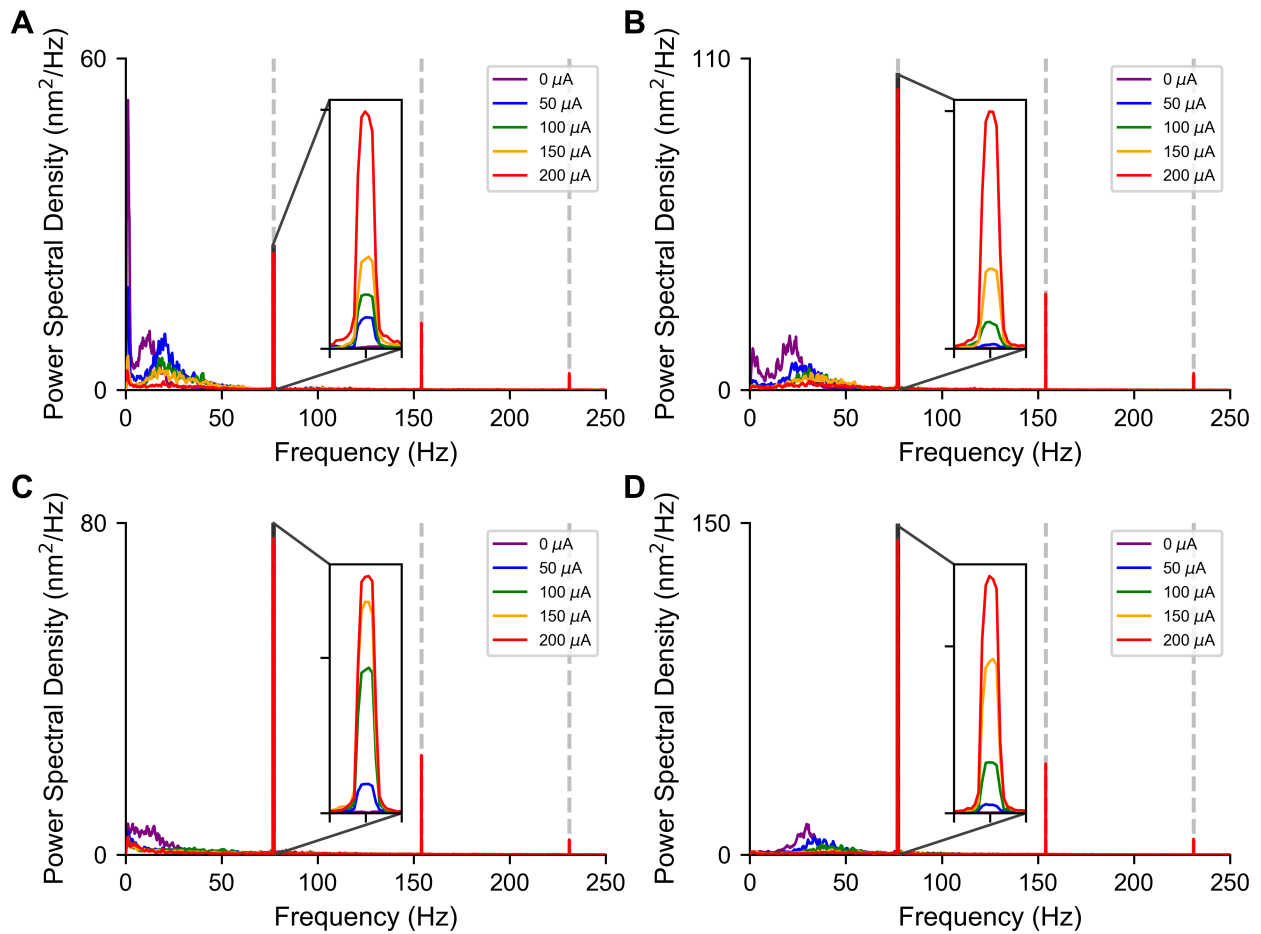 A
Power Spectral Density (nm²/Hz)
60
0
0 μA
50 μA
100 μA
150 μA
200 μA
0 50 100 150 200 250
Frequency (Hz)
B
Power Spectral Density (nm²/Hz)
110
0
0 μA
50 μA
100 μA
150 μA
200 μA
0 50 100 150 200 250
Frequency (Hz)
C
Power Spectral Density (nm²/Hz)
80
0
0 μA
50 μA
100 μA
150 μA
200 μA
0 50 100 150 200 250
Frequency (Hz)
D
Power Spectral Density (nm²/Hz)
150
0
0 μA
50 μA
100 μA
150 μA
200 μA
0 50 100 150 200 250
Frequency (Hz)